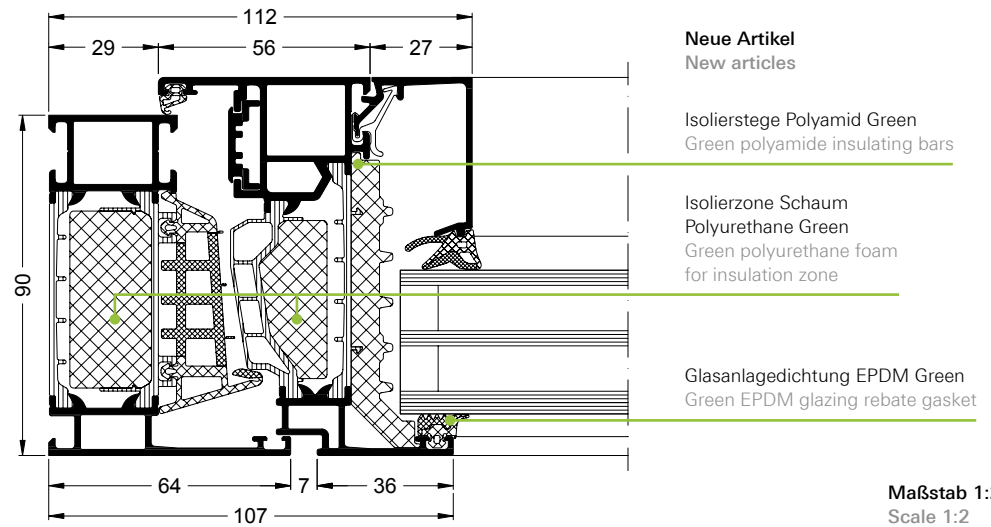 112
29
56
27
90
64
7
36
107
Neue Artikel
New articles
Isolierstege Polyamid Green
Green polyamide insulating bars
Isolierzone Schaum
Polyurethane Green
Green polyurethane foam
for insulation zone
Glasanlagedichtung EPDM Green
Green EPDM glazing rebate gasket
Maßstab 1:
Scale 1:2